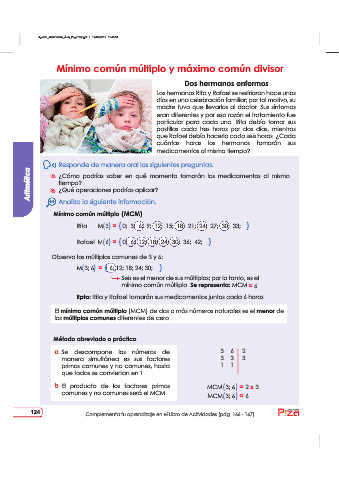 Mínimo común múltiplo y máximo común divisor
Dos hermanos enfermos
Los hermanos Rita y Rafael se resfriaron hace unos
días en una celebración familiar; por tal motivo, su
madre tuvo que llevarlos al doctor. Sus síntomas
eran diferentes y por esa razón el tratamiento fue
particular para cada uno. Rita debía tomar sus
pastillas cada tres horas por dos días, mientras
que Rafael debía hacerlo cada seis horas. ¿Cada
cuántas horas los hermanos tomarán sus
medicamentos al mismo tiempo?
Aritmética
Responde de manera oral las siguientes preguntas.
¿Cómo podrías saber en qué momento tomarán los medicamentos al mismo
tiempo?
¿Qué operaciones podrías aplicar?
Analiza la siguiente información.
Mínimo común múltiplo (MCM)
Rita M(3) = { 0; 3; 6; 9; 12; 15; 18; 21; 24; 27; 30; 33; }
Rafael M(6) = { 0; 6; 12; 18; 24; 30; 36; 42; }
Observa los múltiplos comunes de 3 y 6:
M(3; 6) = { 6; 12; 18; 24; 30; }
Seis es el menor de sus múltiplos; por lo tanto, es el
mínimo común múltiplo. Se representa: MCM = 6
Rpta: Rita y Rafael tomarán sus medicamentos juntos cada 6 horas.
El mínimo común múltiplo (MCM) de dos o más números naturales es el menor de
los múltiplos comunes diferentes de cero.
Método abreviado o práctico
a Se descompone los números de
manera simultánea en sus factores
primos comunes y no comunes, hasta
que todos se conviertan en 1.
b El producto de los factores primos
comunes y no comunes será el MCM.
3 6 2
3 3 3
1 1
MCM(3; 6) = 2 x 3
MCM(3; 6) = 6
124
Complementa tu aprendizaje en el Libro de Actividades (pág. 166 - 167)